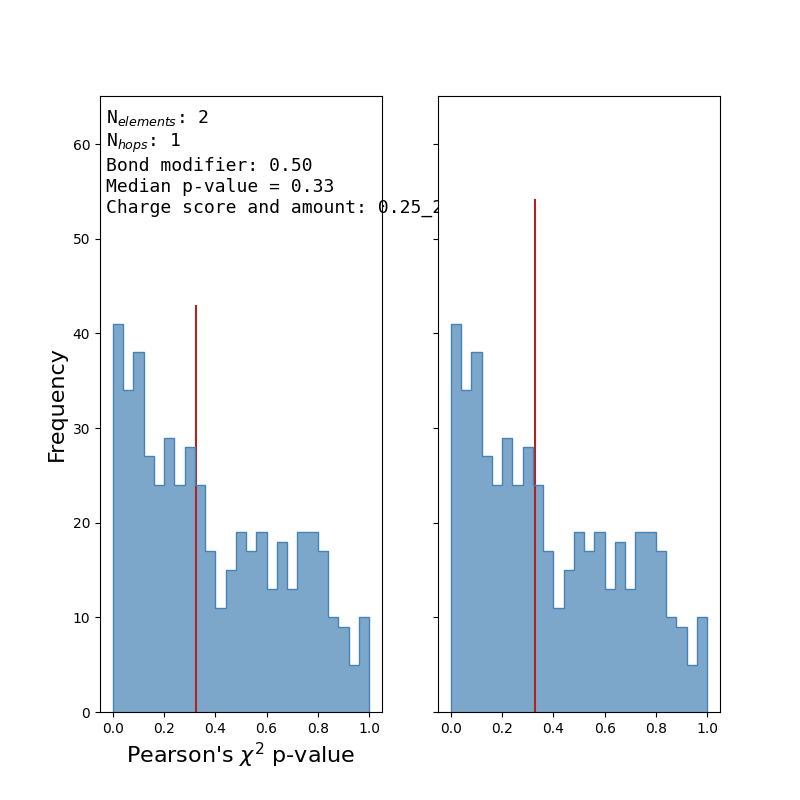 N_elements: 2
N_hops: 1
Bond modifier: 0.50
Median p-value = 0.33
Charge score and amount: 0.25_2
60
50
40
30
20
10
0
Frequency
0.0 0.2 0.4 0.6 0.8 1.0
0.0 0.2 0.4 0.6 0.8 1.0
Pearson's χ² p-value